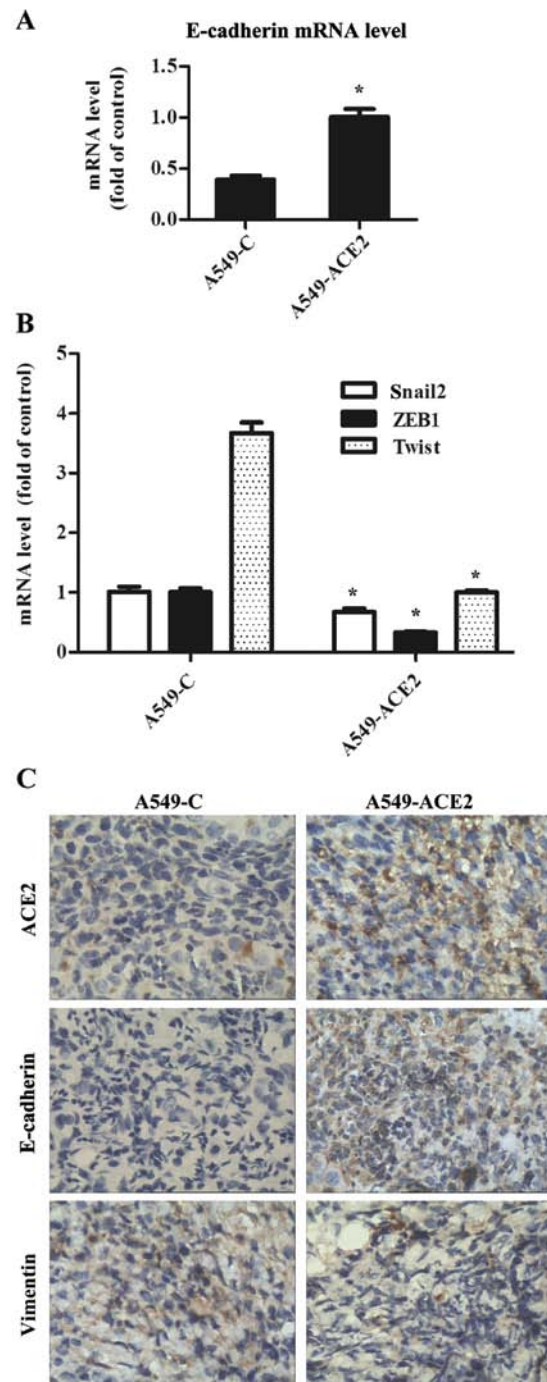 A
E-cadherin mRNA level
mRNA level
(fold of control)
1.5
1.0
0.5
0.0
*
A549-C
A549-ACE2
B
mRNA level (fold of control)
5
4
3
2
1
0
Snail2
ZEB1
Twist
*
*
*
A549-C
A549-ACE2
C
A549-C
A549-ACE2
ACE2
E-cadherin
Vimentin